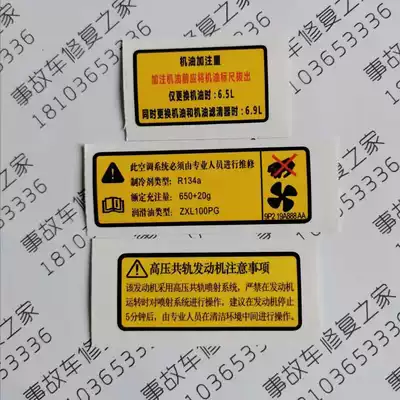 机油加注量
加注机油前应将机油标尺拔出
仅更换机油时:6.5L
同时更换机油和机油滤清器时:6.9L
此空调系统必须由专业人员进行维修
制冷剂类型: R134a
额定充注量: 650+20g
润滑油类型: ZXL100PG
9P2 19A888 AA
高压共轨发动机注意事项
该发动机采用高压共轨喷射系统,严禁在发动机
运转时对喷射系统进行操作。建议在发动机停止
5分钟后,由专业人员在清洁环境中间进行操作。
事故车修复之家
18103653336